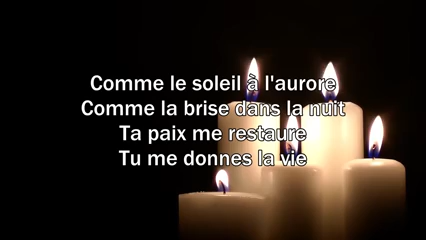 Comme le soleil à l'aurore
Comme la brise dans la nuit
Ta paix me restaure
Tu me donnes la vie